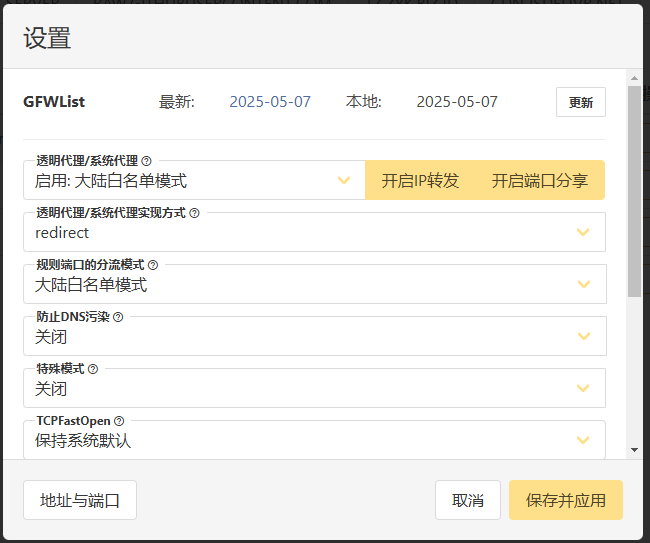 设置
GFWList 最新: 2025-05-07 本地: 2025-05-07 更新
透明代理/系统代理
启用: 大陆白名单模式 开启IP转发 开启端口分享
透明代理/系统代理实现方式
redirect
规则端口的分流模式
大陆白名单模式
防止DNS污染
关闭
特殊模式
关闭
TCPFastOpen
保持系统默认
地址与端口 取消 保存并应用